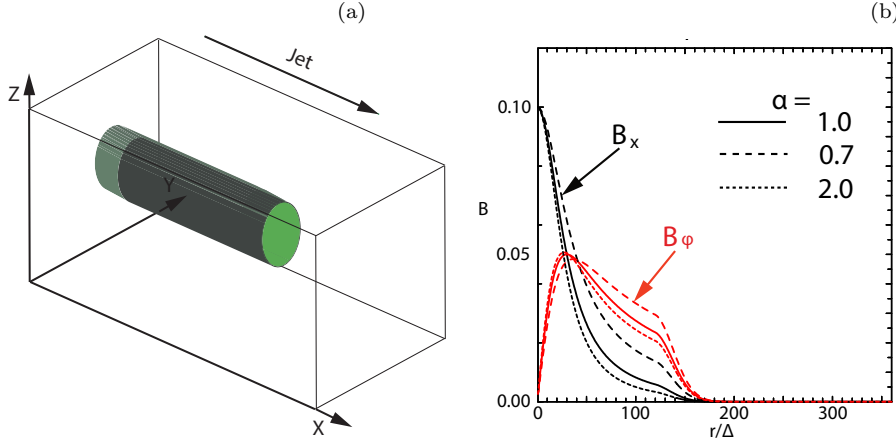 (a)
Jet
Z
Y
X
(b)
0.10
0.05
0.00
B
α =
1.0
0.7
2.0
Bx
Bφ
0 100 200 300
r/Δ